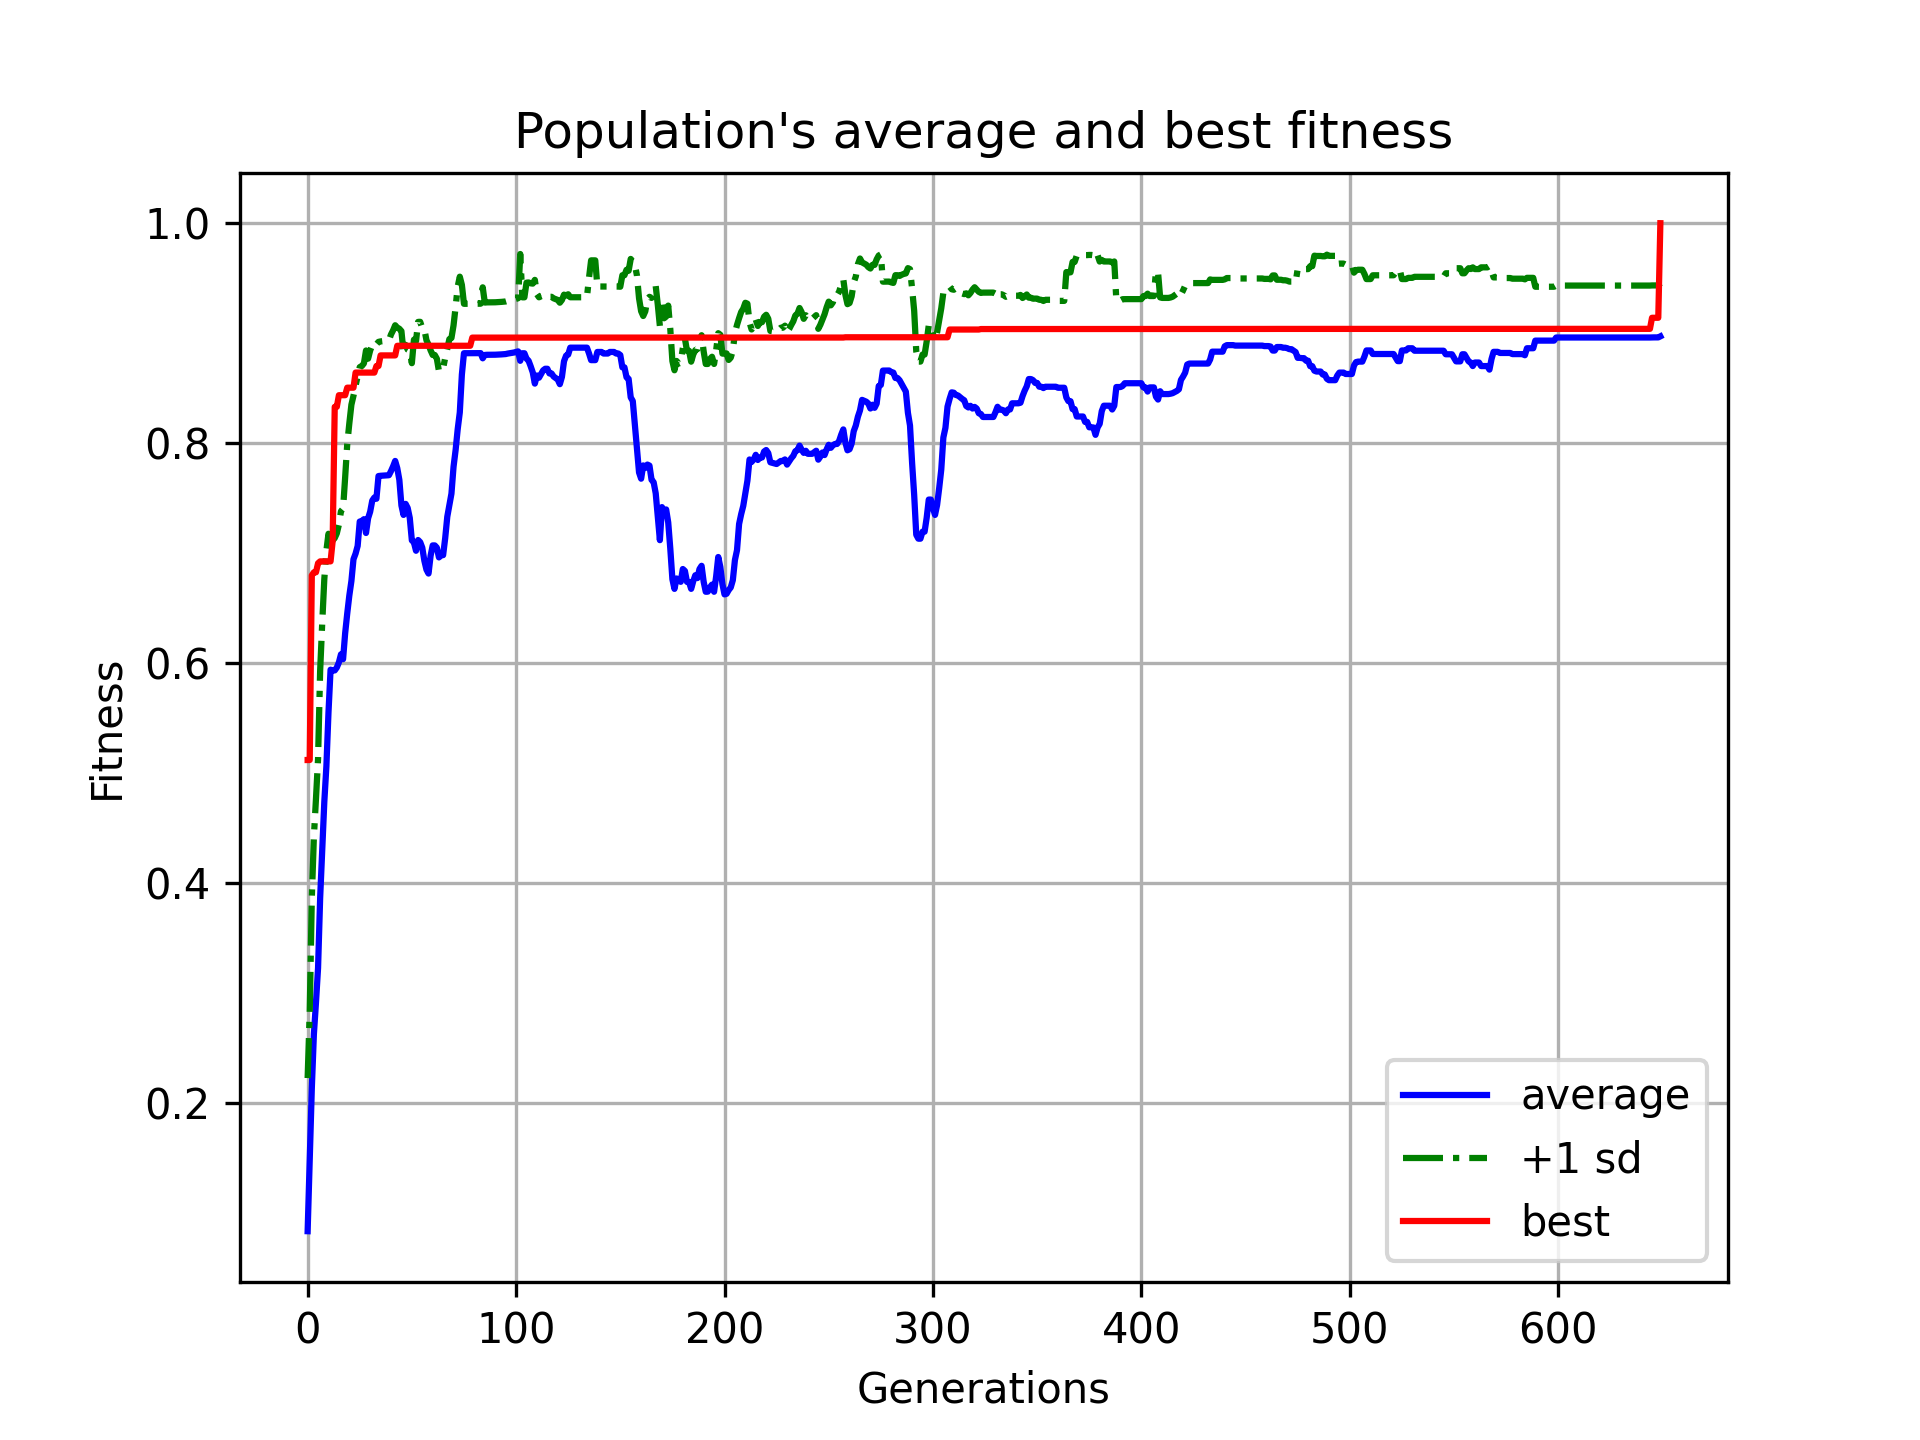 Population's average and best fitness
1.0
0.8
0.6
0.4
0.2
Fitness
0 100 200 300 400 500 600
Generations
average
+1 sd
best